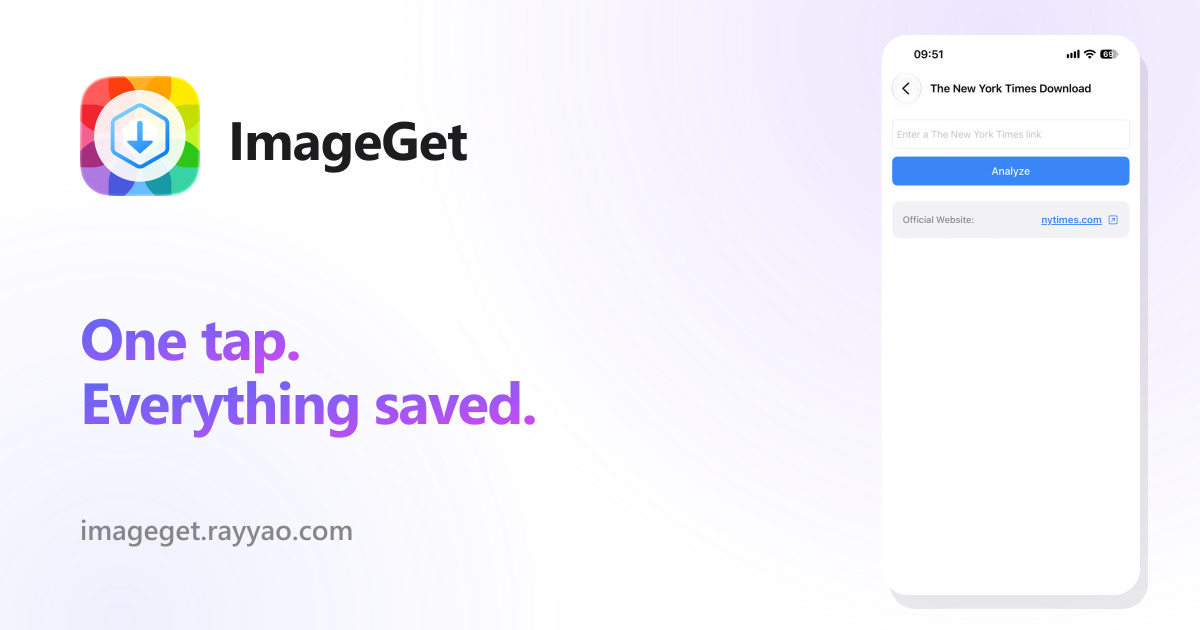 ImageGet
One tap.
Everything saved.
imageget.rayyao.com
09:51
69
The New York Times Download
Enter a The New York Times link
Analyze
Official Website: nytimes.com